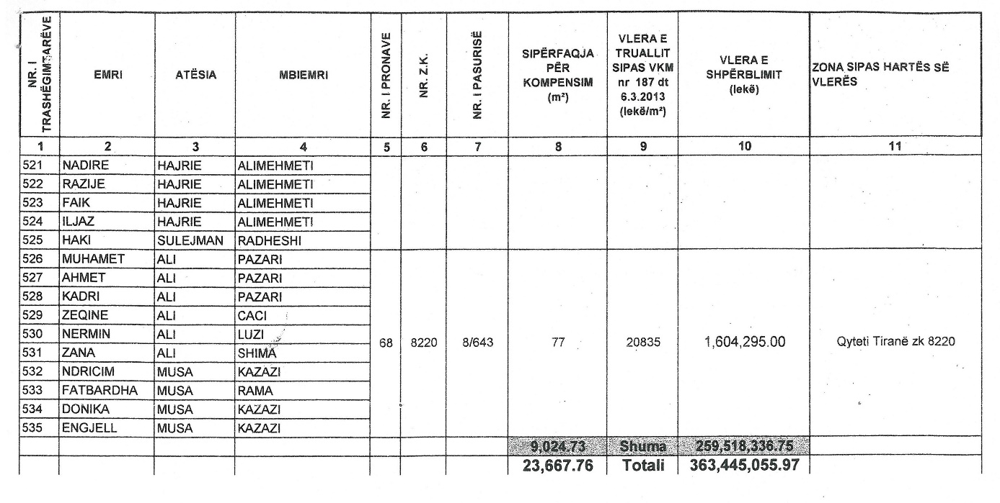 NR. I TRASHËGIMTARËVE EMRI ATËSIA MBIEMRI NR. I PRONAVE NR. Z.K. NR. I PASURISË SIPËRFAQJA PËR KOMPENSIM (m²) VLERA E TRUALLIT SIPAS VKM nr 187 dt 6.3.2013 (lekë/m²) VLERA E SHPËRBLIMIT (lekë) ZONA SIPAS HARTËS SË VLERËS
1 2 3 4 5 6 7 8 9 10 11
521 NADIRE HAJRIE ALIMEHMETI
522 RAZIJE HAJRIE ALIMEHMETI
523 FAIK HAJRIE ALIMEHMETI
524 ILJAZ HAJRIE ALIMEHMETI
525 HAKI SULEJMAN RADHESHI
526 MUHAMET ALI PAZARI
527 AHMET ALI PAZARI
528 KADRI ALI PAZARI
529 ZEQINE ALI CACI
530 NERMIN ALI LUZI
68 8220 8/643 77 20835 1,604,295.00 Qyteti Tiranë zk 8220
531 ZANA ALI SHIMA
532 NDRICIM MUSA KAZAZI
533 FATBARDHA MUSA RAMA
534 DONIKA MUSA KAZAZI
535 ENGJELL MUSA KAZAZI
9,024.73 Shuma 259,518,336.75
23,667.76 Totali 363,445,055.97